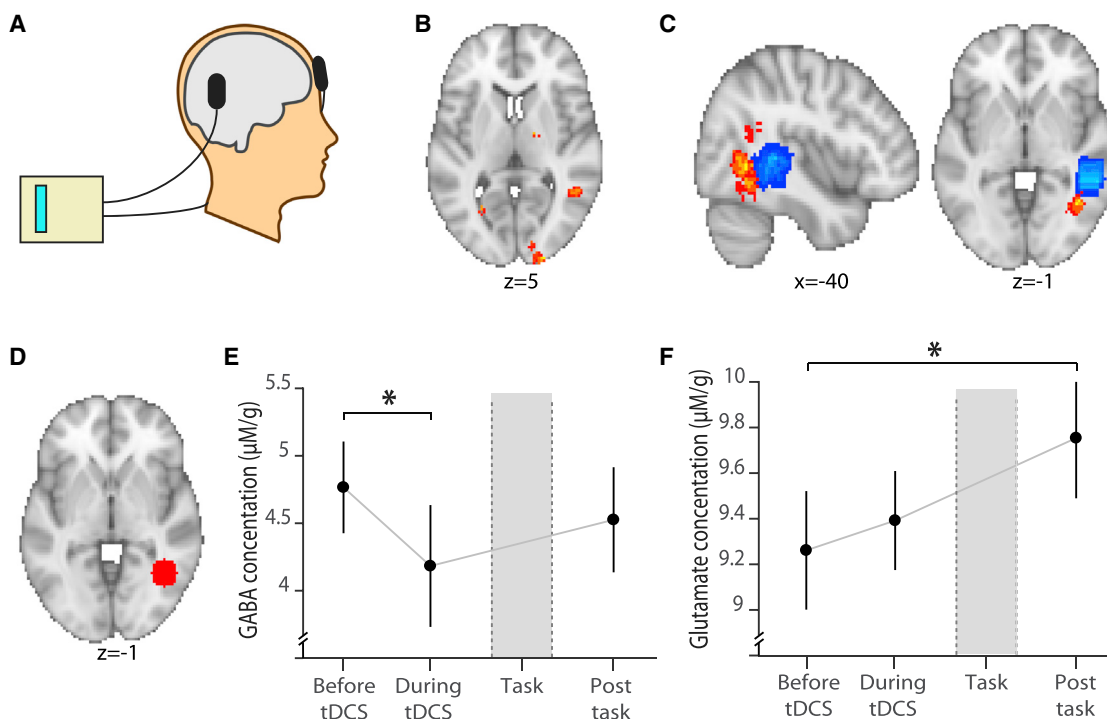 A
B
C
z=5
x=-40
z=-1
D
z=-1
E
GABA concentation (µM/g)
5.5
5
4.5
4
*
Before tDCS
During tDCS
Task
Post task
F
Glutamate concentation (µM/g)
10
9.8
9.6
9.4
9.2
9
*
Before tDCS
During tDCS
Task
Post task